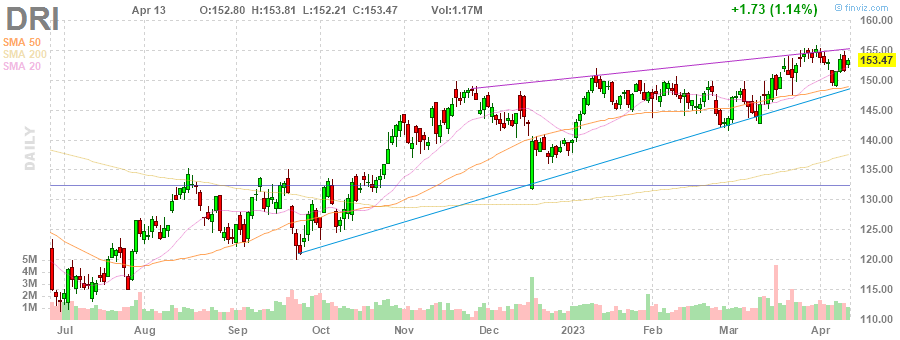 DRI
Apr 13 O:152.80 H:153.81 L:152.21 C:153.47 Vol:1.17M +1.73 (1.14%)
© finviz.com
SMA 50
SMA 200
SMA 20
DAILY
160.00
155.00
153.47
150.00
145.00
140.00
135.00
130.00
125.00
120.00
115.00
110.00
5M
4M
3M
2M
1M
Jul Aug Sep Oct Nov Dec 2023 Feb Mar Apr